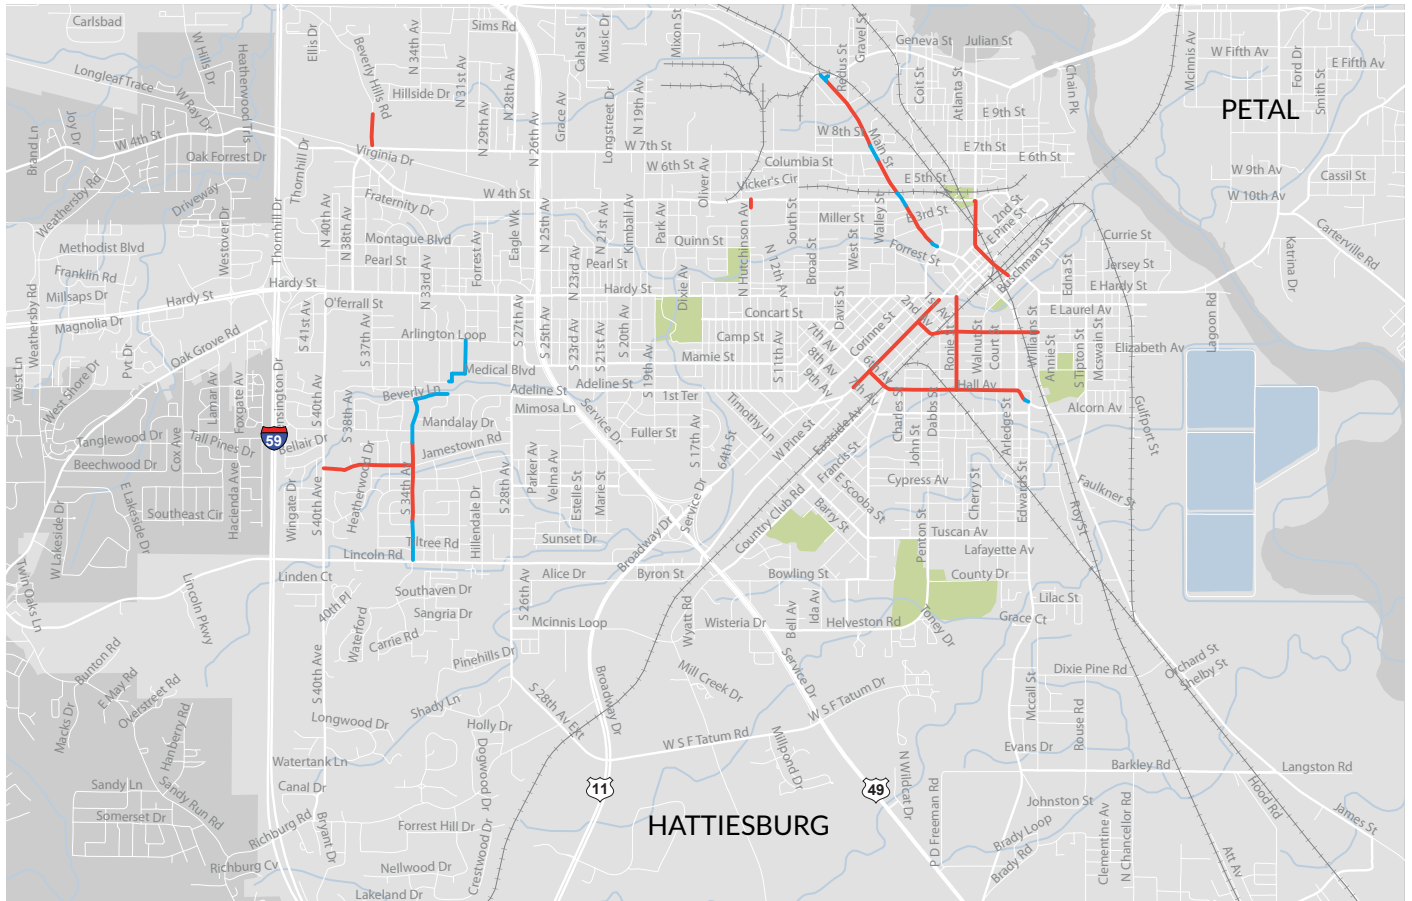 Carlsbad
Sims Rd
Geneva St
Julian St
W Fifth Av
E Fifth Av
PETAL
W Hills Dr
Heatherwood Trls
Ellis Dr
Beverly Hills Rd
N 34th Av
N 31st Av
N 29th Av
N 28th Av
N 26th Av
Grace Av
Cahal St
Music Dr
Longstreet Dr
N 19th Av
Mixon St
Redus St
Gravel St
Coit St
Atlanta St
Chain Pk
Mcinnis Av
Ford Dr
Smith St
Longleaf Trace
Hillside Dr
W Ray Dr
Joy Dr
Brand Ln
W 4th St
Oak Forrest Dr
Thornhill Dr
Virginia Dr
W 7th St
W 8th St
Main St
E 9th St
E 7th St
E 6th St
W 6th St
Columbia St
Vicker's Cir
E 5th St
W 9th Av
Cassil St
W 10th Av
Weathersby Rd
Driveway
Fraternity Dr
W 4th St
Oliver Av
Westover Dr
Thornhill Dr
N 40th Av
N 38th Av
Montague Blvd
Forrest Av
Eagle Wk
N 25th Av
N 21st Av
Kimball Av
Park Av
Quinn St
N Hutchinson Av
South St
Miller St
Walley St
E 3rd St
2nd St
E Pine St
Currie St
Carterville Rd
Katrina Dr
Methodist Blvd
Franklin Rd
Millsaps Dr
Hardy St
Magnolia Dr
Pearl St
N 33rd Av
N 23rd Av
Pearl St
Hardy St
Dixie Av
N 12th Av
Broad St
West St
Forrest St
Buschman St
Edna St
Jersey St
E Hardy St
Weathersby Rd
Hardy St
O'ferrall St
Arlington Loop
S 41st Av
S 37th Av
S 27th Av
S 25th Av
S 23rd Av
S 21st Av
S 20th Av
S 19th Av
Concart St
Camp St
Mamie St
S 11th Av
7th Av
8th Av
9th Av
Davis St
Corinne St
1st Av
2nd Av
6th Av
7th Av
Ronie St
Walnut St
Court St
Williams St
Annie St
S Tipton St
Mcswain St
E Laurel Av
Elizabeth Av
Lagoon Rd
West Ln
West Shore Dr
Pvt Dr
Oak Grove Rd
Lamar Av
Foxgate Av
Kensington Dr
S 40th Av
S 38th Av
Medical Blvd
Beverly Ln
Adeline St
Adeline St
Mimosa Ln
1st Ter
Timothy Ln
Hall Av
Alcorn Av
Gulfport St
Tanglewood Dr
Beechwood Dr
Cox Ave
Tall Pines Dr
59
Bellair Dr
Mandalay Dr
Jamestown Rd
Service Dr
Fuller St
S 17th Av
64th St
W Pine St
Eastside Av
Francis St
Charles St
John St
Dabbs St
Arledge St
Faulkner St
E Lakeside Dr
W Lakeside Dr
Southeast Cir
Hacienda Ave
Wingate Dr
S 40th Ave
Heatherwood Dr
S 34th Av
Hillendale Dr
S 28th Av
Parker Av
Velma Av
Estelle St
Marie St
Service Dr
Country Club Rd
Barry St
E Scooba St
Cypress Av
Cherry St
Edwards St
Roy St
Penton St
Tuscan Av
Lafayette Av
County Dr
Twin Oaks Ln
Lincoln Pkwy
Lincoln Rd
Tiltree Rd
Linden Ct
Sunset Dr
Broadway Dr
Alice Dr
Byron St
Bowling St
40th Pl
Southaven Dr
Sangria Dr
S 26th Av
Mcinnis Loop
Wyatt Rd
Wisteria Dr
Bell Av
Ida Av
Helveston Rd
Toney Dr
Lilac St
Grace Ct
Waterford
Carrie Rd
Pinehills Dr
Mill Creek Dr
Service Dr
Dixie Pine Rd
Orchard St
Shelby St
Bunton Rd
E May Rd
Overstreet Rd
Macks Dr
Hanberry Rd
S 40th Ave
Longwood Dr
Shady Ln
Holly Dr
S 28th Av Ext
Broadway Dr
W S F Tatum Rd
W S F Tatum Dr
Mccall St
Rouse Rd
Evans Dr
Millpond Dr
N Wildcat Dr
Barkley Rd
Langston Rd
Hood Rd
Watertank Ln
Canal Dr
Dogwood Dr
Sandy Ln
Somerset Dr
Sandy Run Rd
Richburg Rd
Richburg Cv
Bryant Dr
Forrest Hill Dr
Nellwood Dr
Lakeland Dr
Crestwood Dr
11
49
HATTIESBURG
P D Freeman Rd
Johnston St
Brady Loop
Brady Rd
Clementine Av
N Chancellor Rd
James St
Att Av